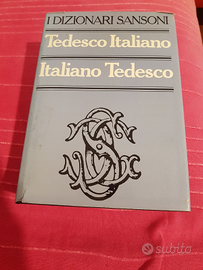 I DIZIONARI SANSONI
Tedesco Italiano
Italiano Tedesco
subito